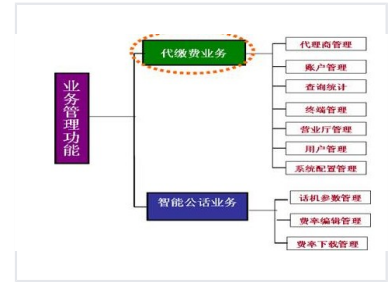 业务管理功能
代缴费业务
代理商管理
账户管理
查询统计
终端管理
营业厅管理
用户管理
系统配置管理
智能公话业务
话机参数管理
费率编辑管理
费率下载管理